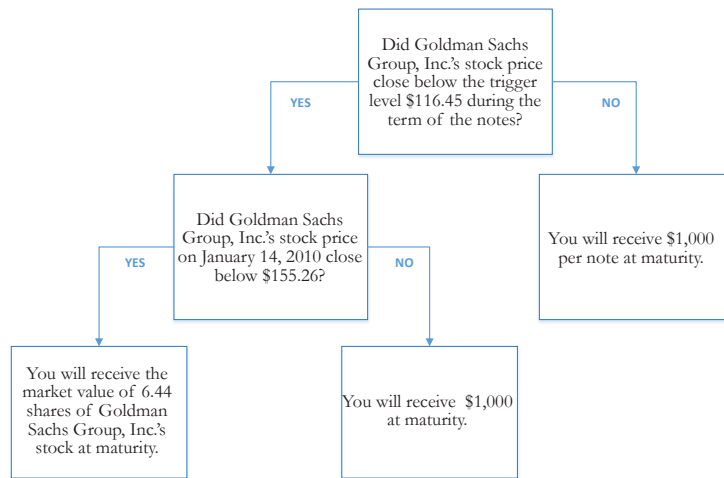 Did Goldman Sachs
Group, Inc.'s stock price
close below the trigger
level $116.45 during the
term of the notes?
YES
NO
Did Goldman Sachs
Group, Inc.'s stock price
on January 14, 2010 close
below $155.26?
You will receive $1,000
per note at maturity.
YES
NO
You will receive the
market value of 6.44
shares of Goldman
Sachs Group, Inc.'s
stock at maturity.
You will receive $1,000
at maturity.